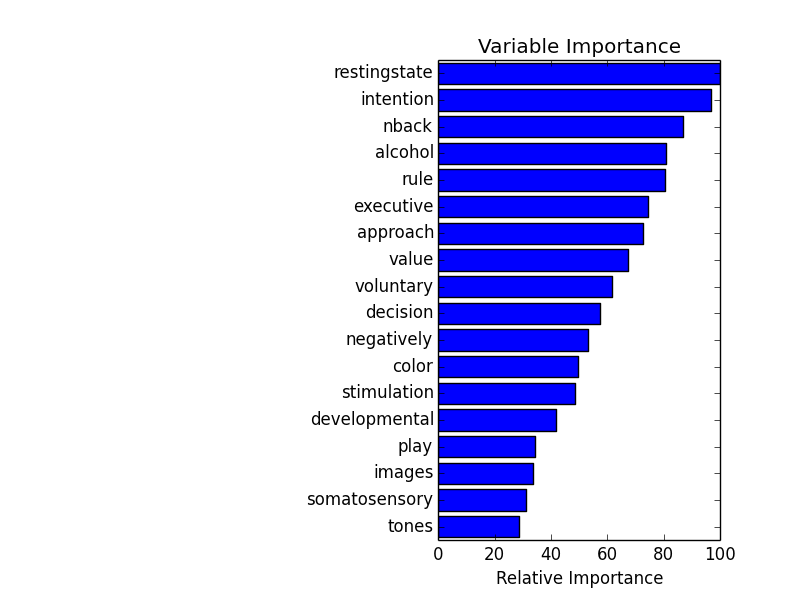 Variable Importance
restingstate
intention
nback
alcohol
rule
executive
approach
value
voluntary
decision
negatively
color
stimulation
developmental
play
images
somatosensory
tones
0 20 40 60 80 100
Relative Importance